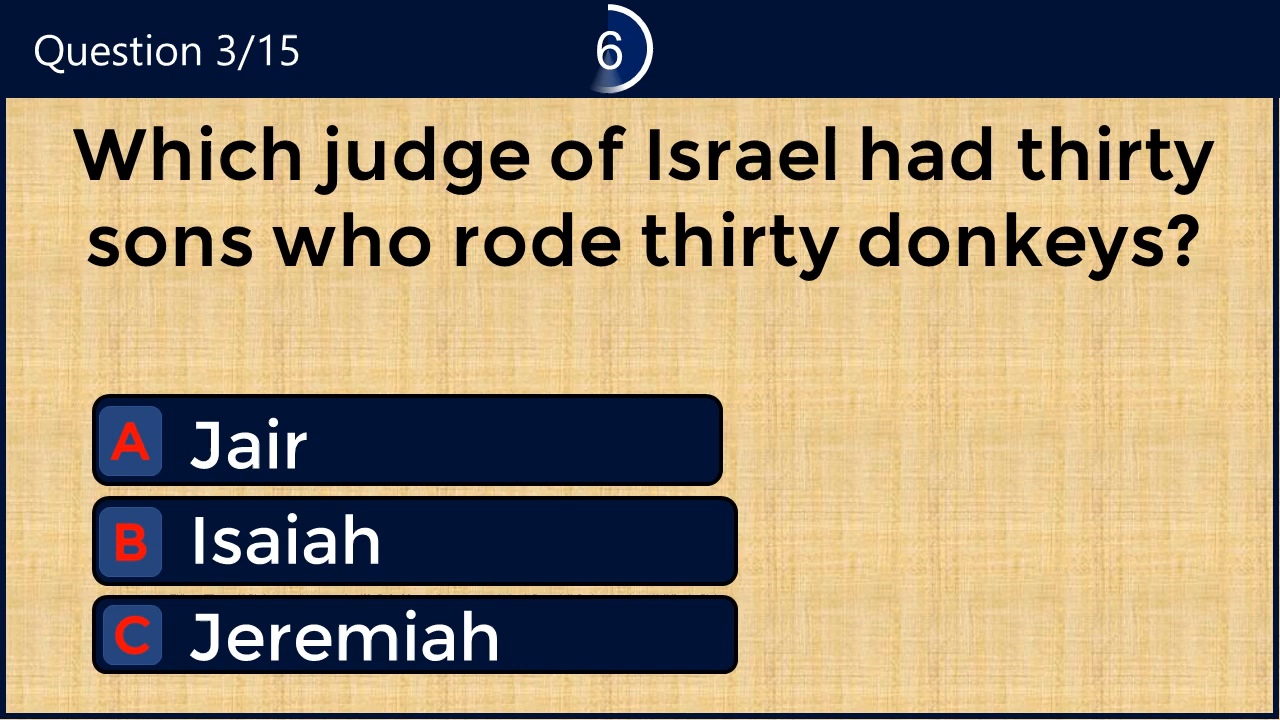 Question 3/15
6
Which judge of Israel had thirty
sons who rode thirty donkeys?
A Jair
B Isaiah
C Jeremiah